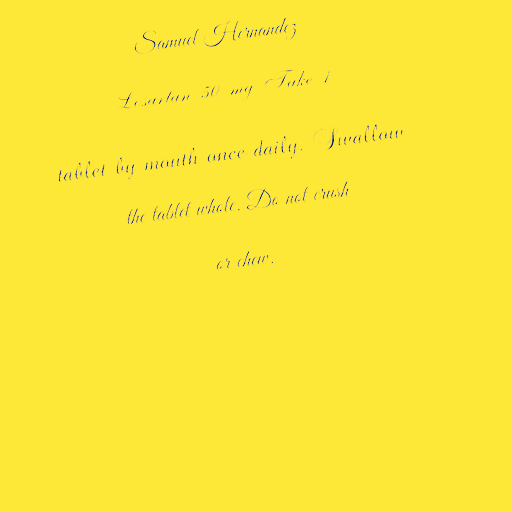 Samuel Hernandez
Losartan 50 mg Take 1
tablet by mouth once daily. Swallow
the tablet whole. Do not crush
or chew.